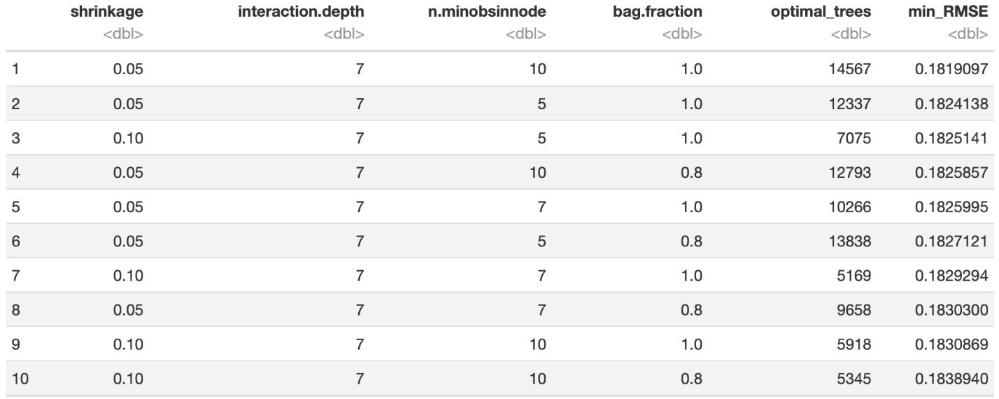 shrinkage interaction.depth n.minobsinnode bag.fraction optimal_trees min_RMSE
<dbl> <dbl> <dbl> <dbl> <dbl> <dbl>
1 0.05 7 10 1.0 14567 0.1819097
2 0.05 7 5 1.0 12337 0.1824138
3 0.10 7 5 1.0 7075 0.1825141
4 0.05 7 10 0.8 12793 0.1825857
5 0.05 7 7 1.0 10266 0.1825995
6 0.05 7 5 0.8 13838 0.1827121
7 0.10 7 7 1.0 5169 0.1829294
8 0.05 7 7 0.8 9658 0.1830300
9 0.10 7 10 1.0 5918 0.1830869
10 0.10 7 10 0.8 5345 0.1838940